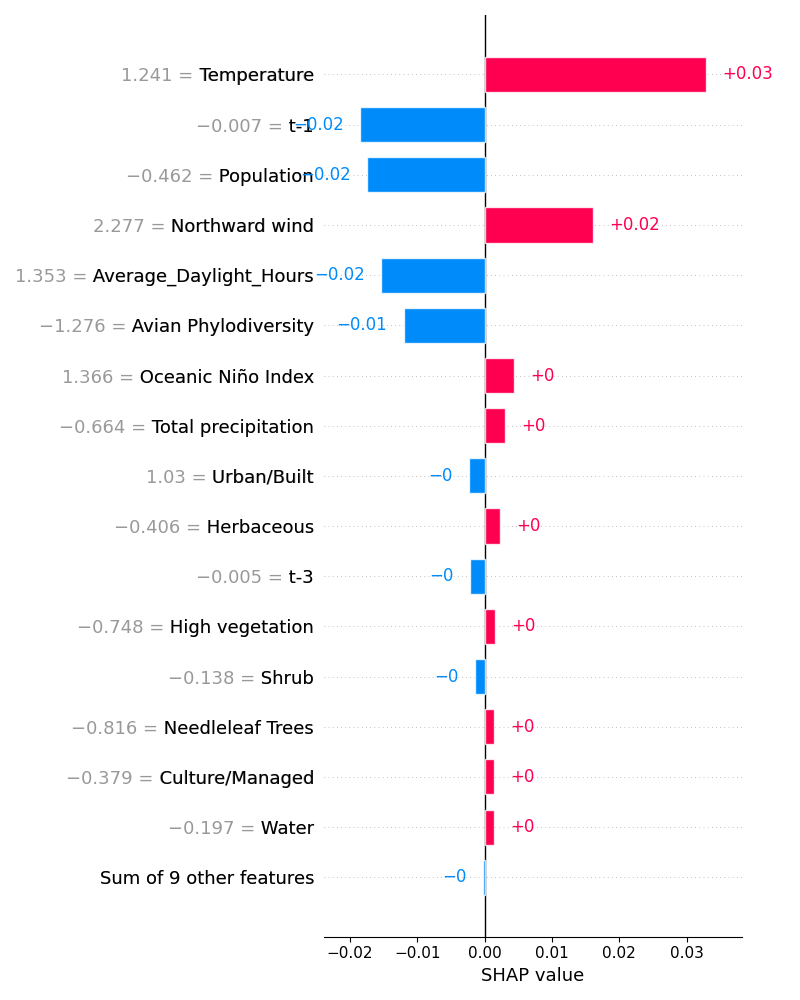 1.241 = Temperature +0.03
−0.007 = t-1 −0.02
−0.462 = Population −0.02
2.277 = Northward wind +0.02
1.353 = Average_Daylight_Hours −0.02
−1.276 = Avian Phylodiversity −0.01
1.366 = Oceanic Niño Index +0
−0.664 = Total precipitation +0
1.03 = Urban/Built −0
−0.406 = Herbaceous +0
−0.005 = t-3 −0
−0.748 = High vegetation +0
−0.138 = Shrub −0
−0.816 = Needleleaf Trees +0
−0.379 = Culture/Managed +0
−0.197 = Water +0
Sum of 9 other features −0
−0.02 −0.01 0.00 0.01 0.02 0.03
SHAP value